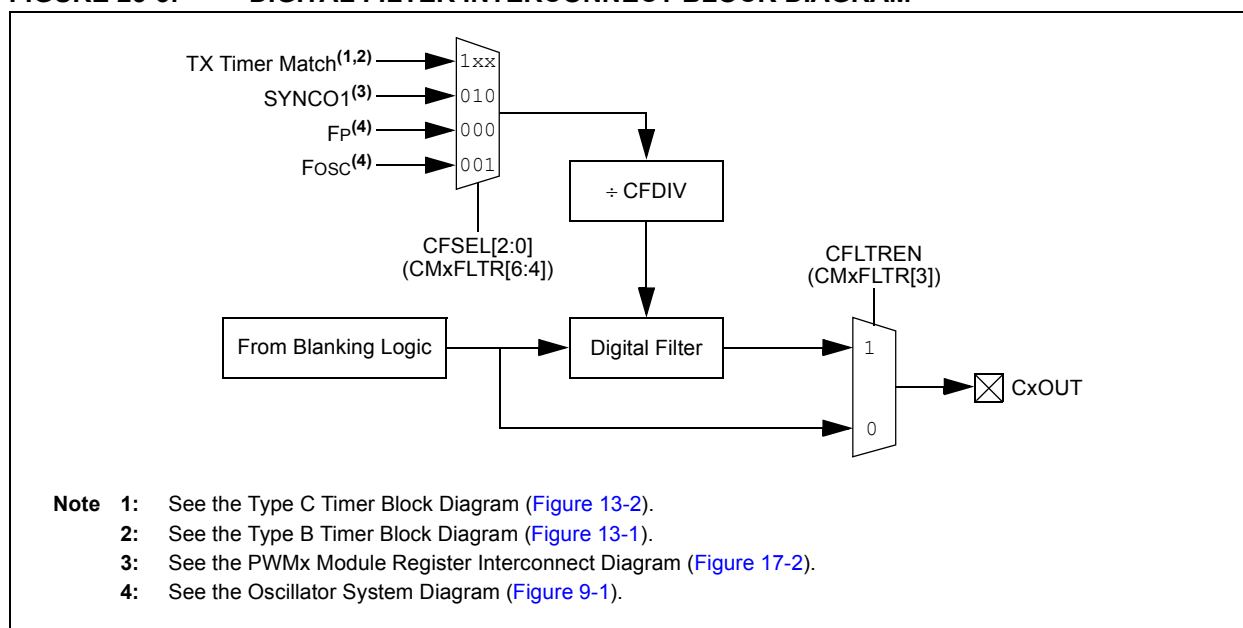 TX Timer Match(1,2)
SYNCO1(3)
FP(4)
FOSC(4)
1xx
010
000
001
÷ CFDIV
CFSEL[2:0]
(CMxFLTR[6:4])
CFLTREN
(CMxFLTR[3])
From Blanking Logic
Digital Filter
1
0
CxOUT
Note 1: See the Type C Timer Block Diagram (Figure 13-2).
2: See the Type B Timer Block Diagram (Figure 13-1).
3: See the PWMx Module Register Interconnect Diagram (Figure 17-2).
4: See the Oscillator System Diagram (Figure 9-1).